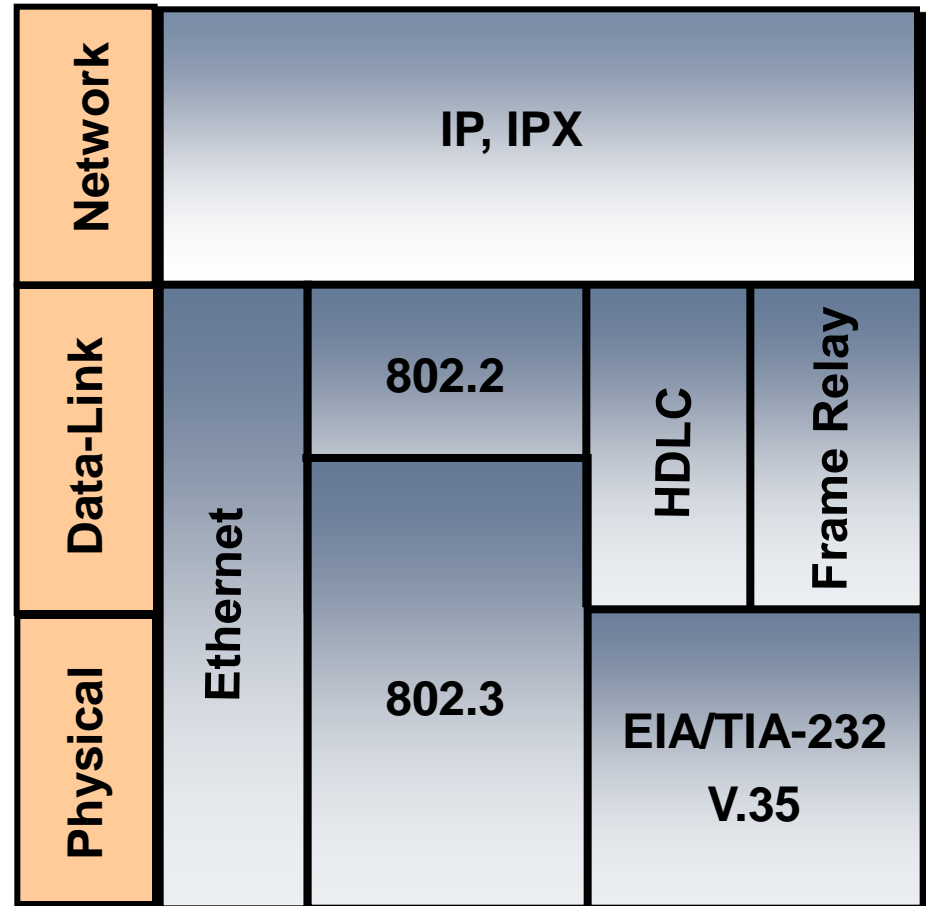 Network
IP, IPX
Data-Link
Ethernet
802.2
HDLC
Frame Relay
802.3
Physical
EIA/TIA-232
V.35